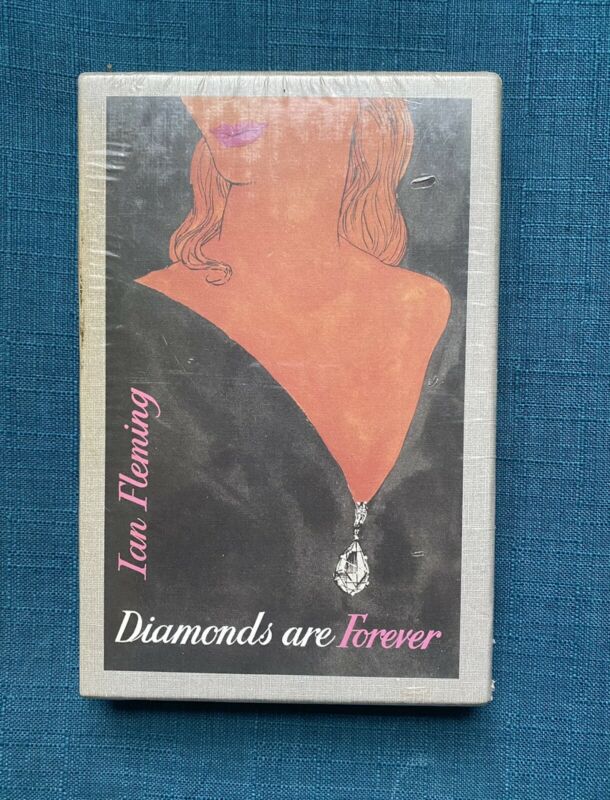 Ian Fleming
Diamonds are Forever